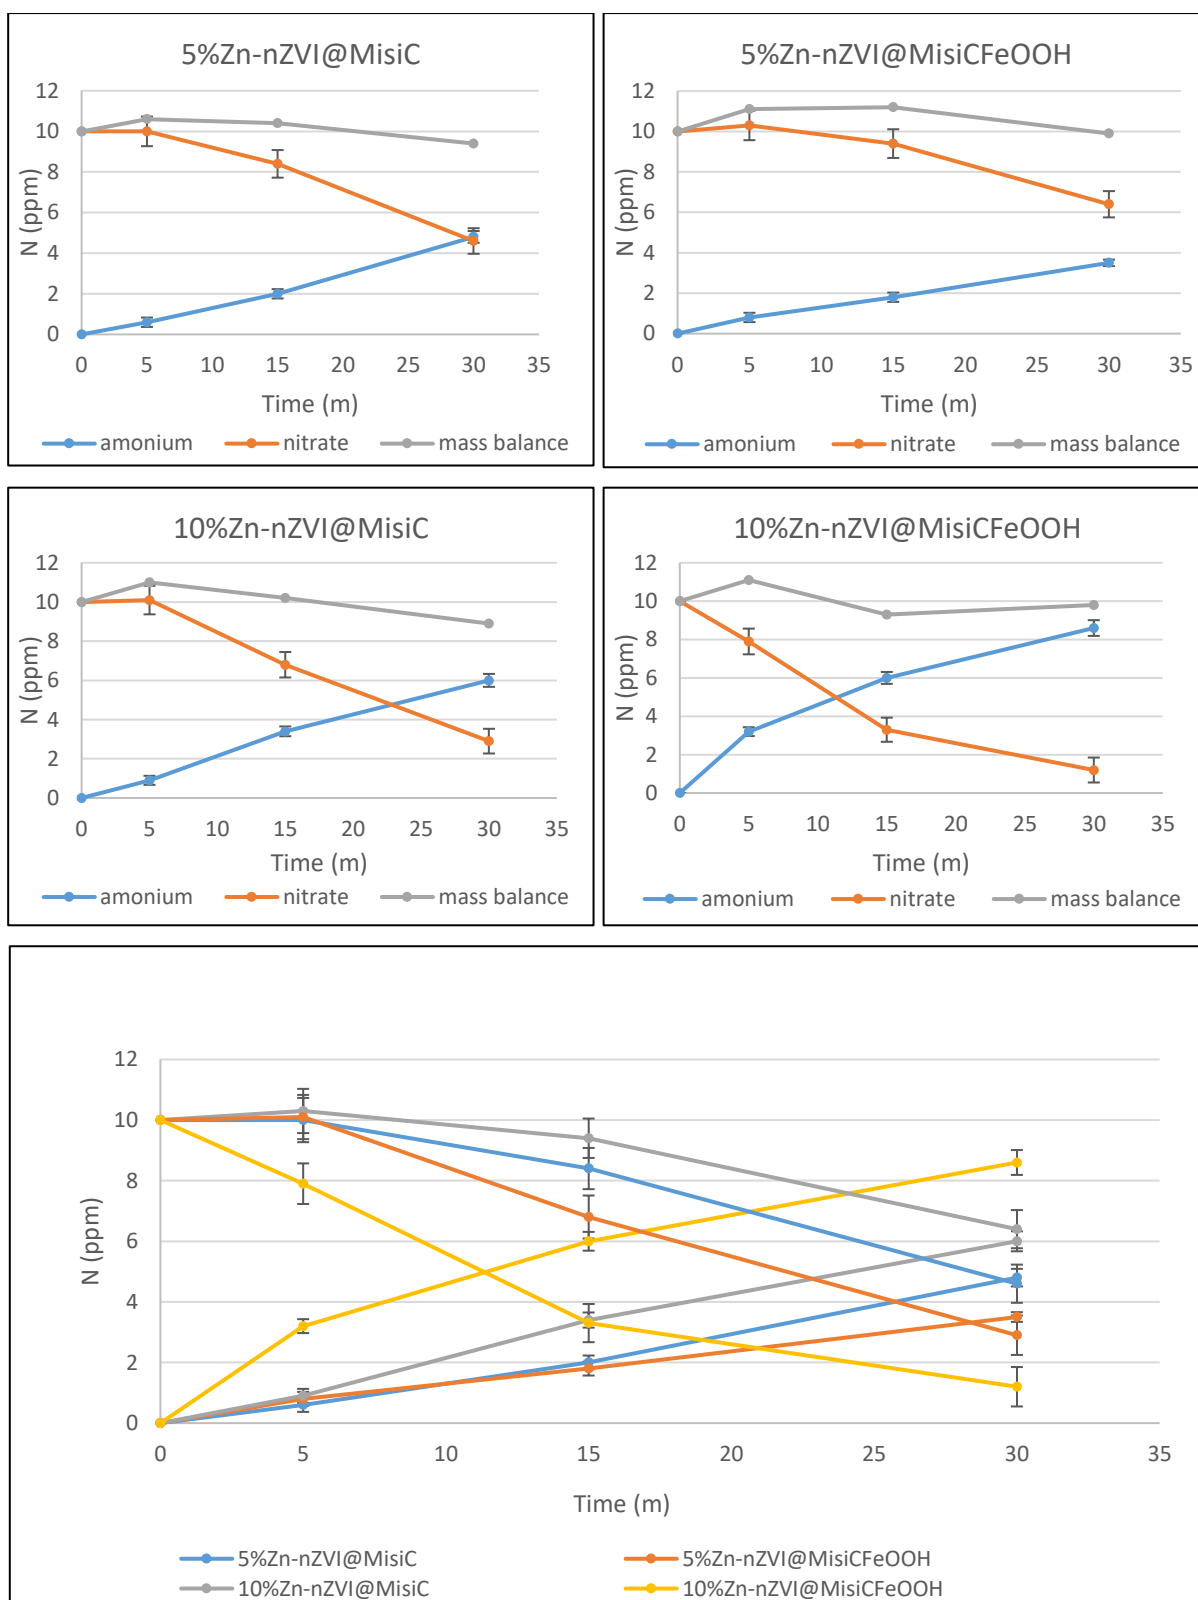 5%Zn-nZVI@MisiC
12
10
8
6
4
2
0
N (ppm)
0 5 10 15 20 25 30 35
Time (m)
amonium nitrate mass balance
5%Zn-nZVI@MisiCFeOOH
12
10
8
6
4
2
0
N (ppm)
0 5 10 15 20 25 30 35
Time (m)
amonium nitrate mass balance
10%Zn-nZVI@MisiC
12
10
8
6
4
2
0
N (ppm)
0 5 10 15 20 25 30 35
Time (m)
amonium nitrate mass balance
10%Zn-nZVI@MisiCFeOOH
12
10
8
6
4
2
0
N (ppm)
0 5 10 15 20 25 30 35
Time (m)
amonium nitrate mass balance
12
10
8
6
4
2
0
N (ppm)
0 5 10 15 20 25 30 35
Time (m)
5%Zn-nZVI@MisiC 5%Zn-nZVI@MisiCFeOOH
10%Zn-nZVI@MisiC 10%Zn-nZVI@MisiCFeOOH